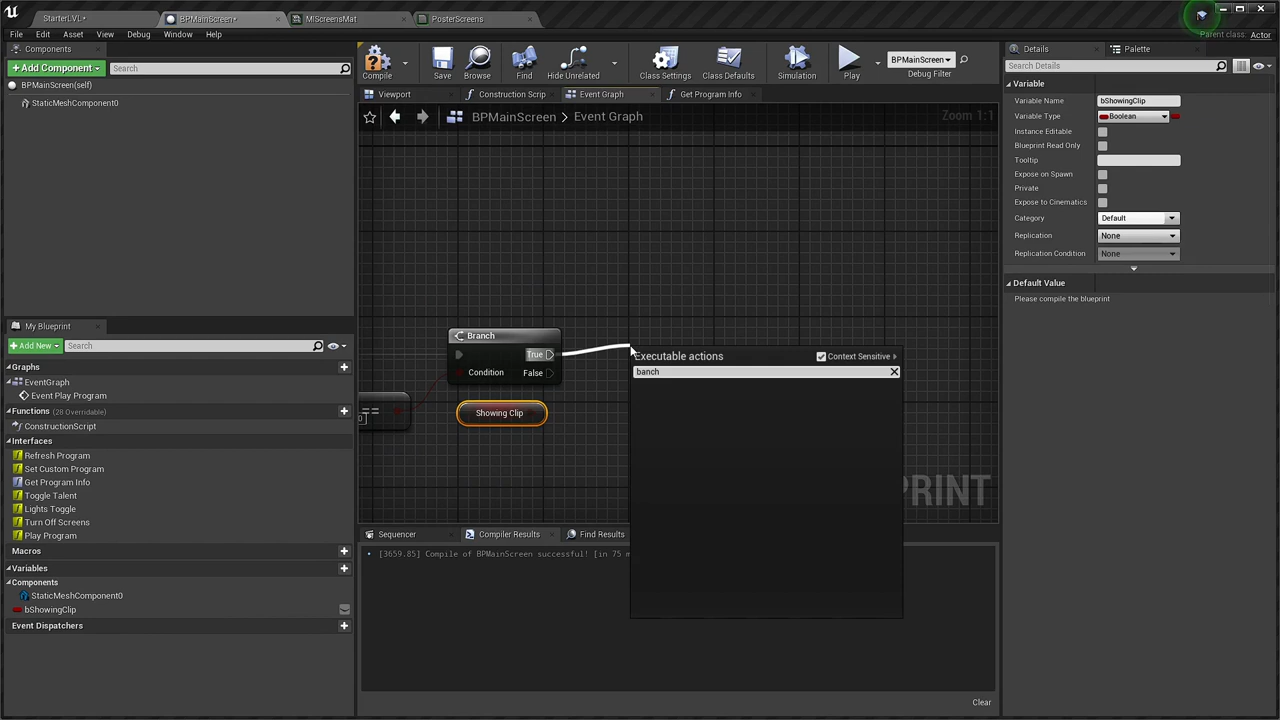 StarterLVL*
BPMainScreen*
MIScreensMat
PosterScreens
File Edit Asset View Debug Window Help
Parent class: Actor
Components
+ Add Component
Search
BPMainScreen(self)
StaticMeshComponent0
Compile
Save
Browse
Find
Hide Unrelated
Class Settings
Class Defaults
Simulation
Play
BPMainScreen
Debug Filter
Viewport
Construction Scrip
Event Graph
Get Program Info
BPMainScreen > Event Graph
Zoom 1:1
Branch
True
Condition
False
==
Showing Clip
Executable actions
Context Sensitive
banch
PRINT
My Blueprint
+ Add New
Search
Graphs
EventGraph
Event Play Program
Functions (28 Overridable)
ConstructionScript
Interfaces
Refresh Program
Set Custom Program
Get Program Info
Toggle Talent
Lights Toggle
Turn Off Screens
Play Program
Macros
Variables
Components
StaticMeshComponent0
bShowingClip
Event Dispatchers
Sequencer
Compiler Results
Find Results
[3659.85] Compile of BPMainScreen successful! [in 75 m
Clear
Details
Palette
Search Details
Variable
Variable Name bShowingClip
Variable Type Boolean
Instance Editable
Blueprint Read Only
Tooltip
Expose on Spawn
Private
Expose to Cinematics
Category Default
Replication None
Replication Condition None
Default Value
Please compile the blueprint